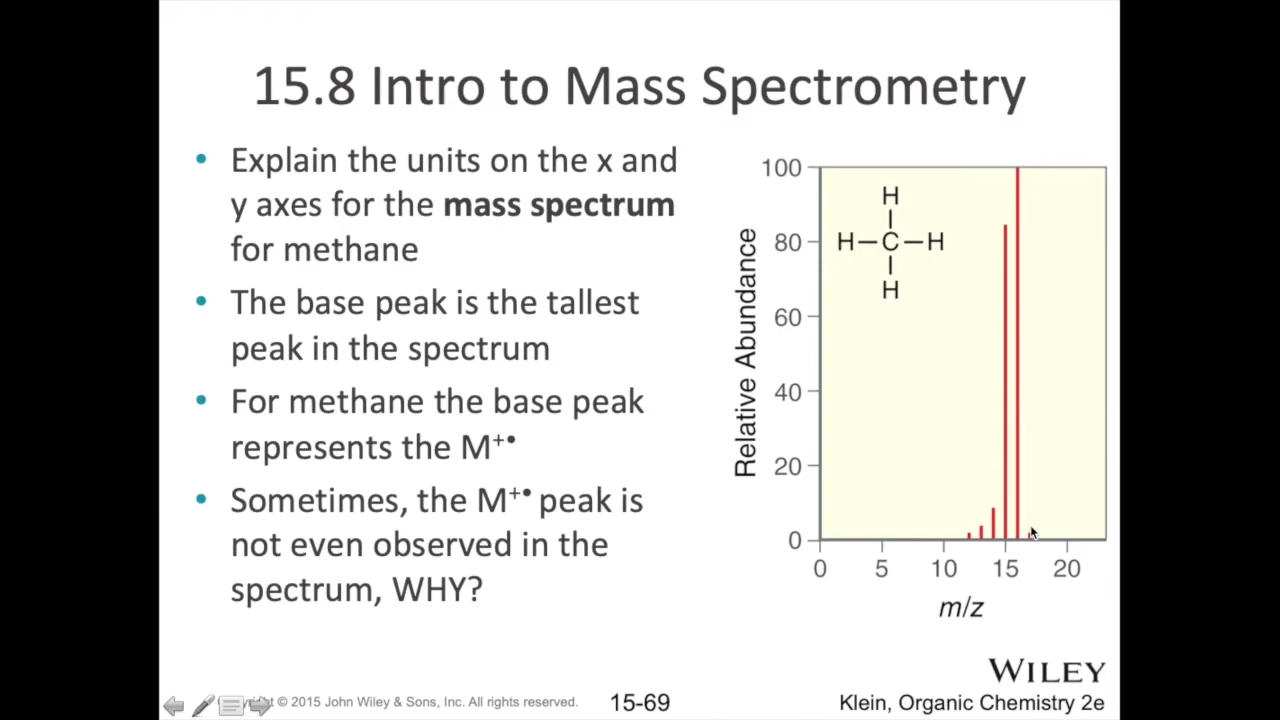 15.8 Intro to Mass Spectrometry
• Explain the units on the x and
y axes for the mass spectrum
for methane
• The base peak is the tallest
peak in the spectrum
• For methane the base peak
represents the M⁺•
• Sometimes, the M⁺• peak is
not even observed in the
spectrum, WHY?
Relative Abundance
100
80
60
40
20
0
H
H–C–H
H
0 5 10 15 20
m/z
WILEY
© 2015 John Wiley & Sons, Inc. All rights reserved.
15-69
Klein, Organic Chemistry 2e